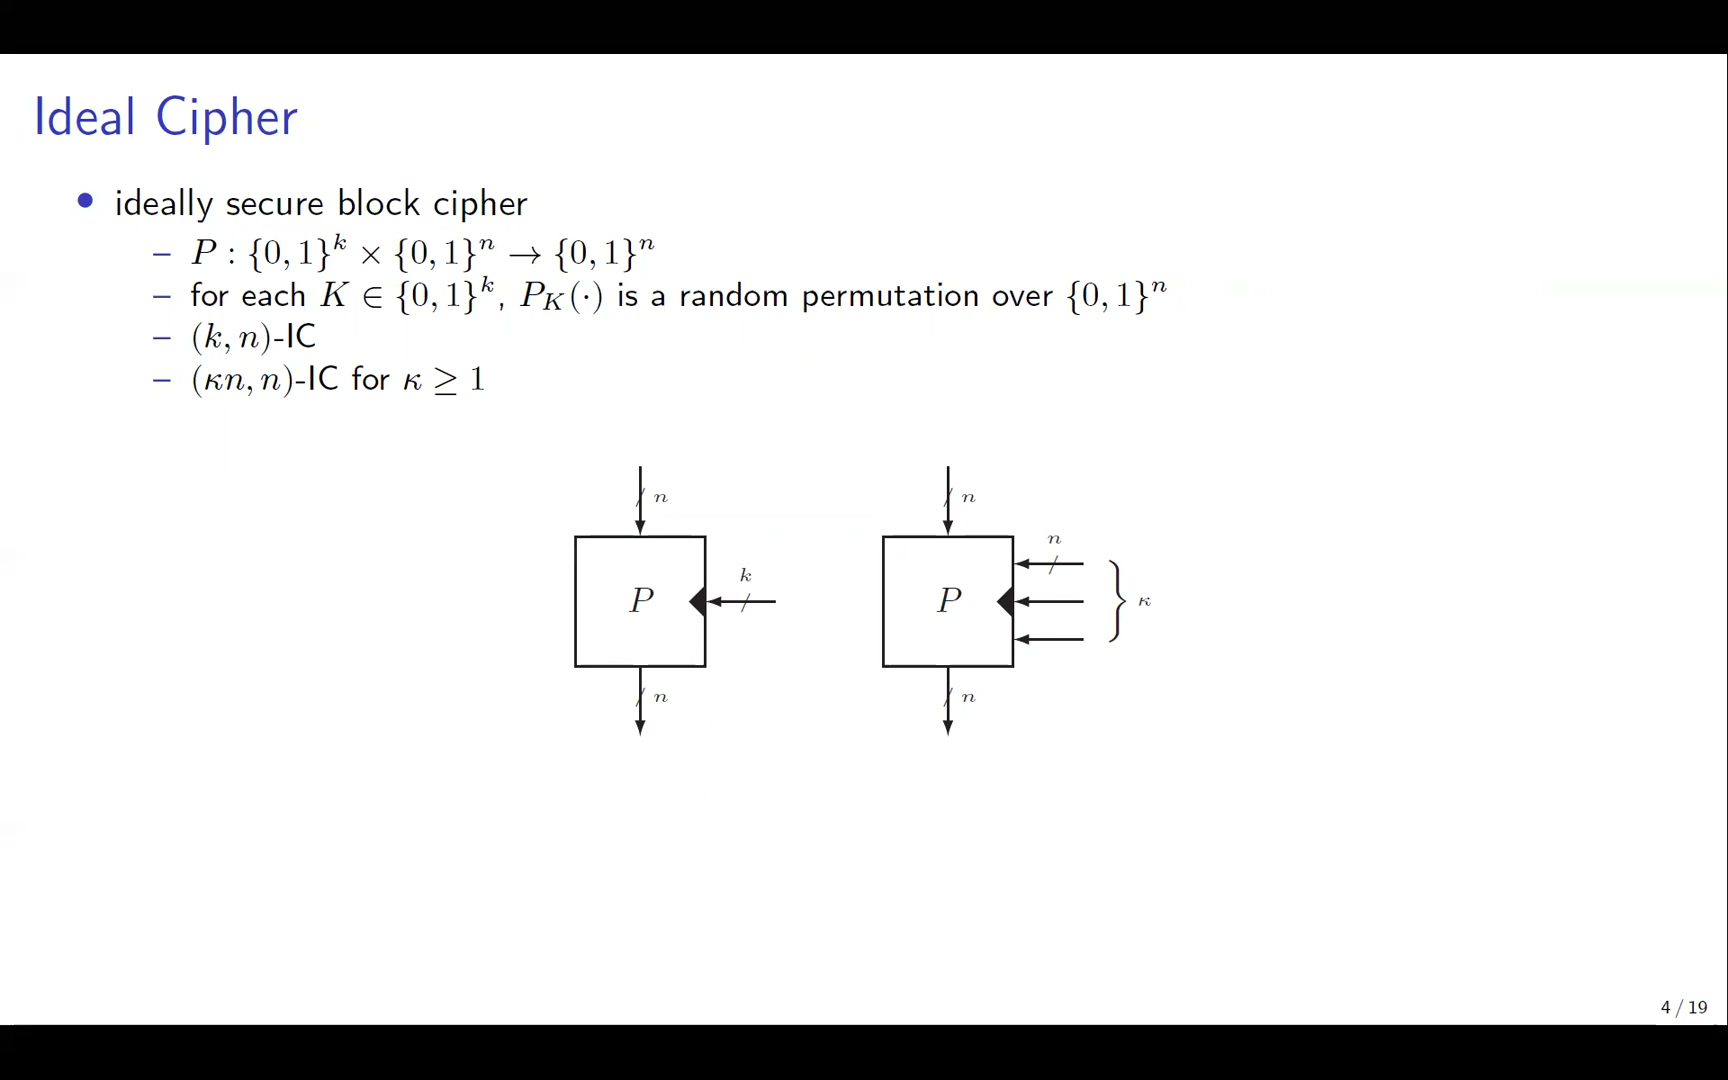 Ideal Cipher
• ideally secure block cipher
– P : {0, 1}^k × {0, 1}^n → {0, 1}^n
– for each K ∈ {0, 1}^k, P_K(·) is a random permutation over {0, 1}^n
– (k, n)-IC
– (κn, n)-IC for κ ≥ 1
n
n
n
k
P
P
κ
n
n
4 / 19